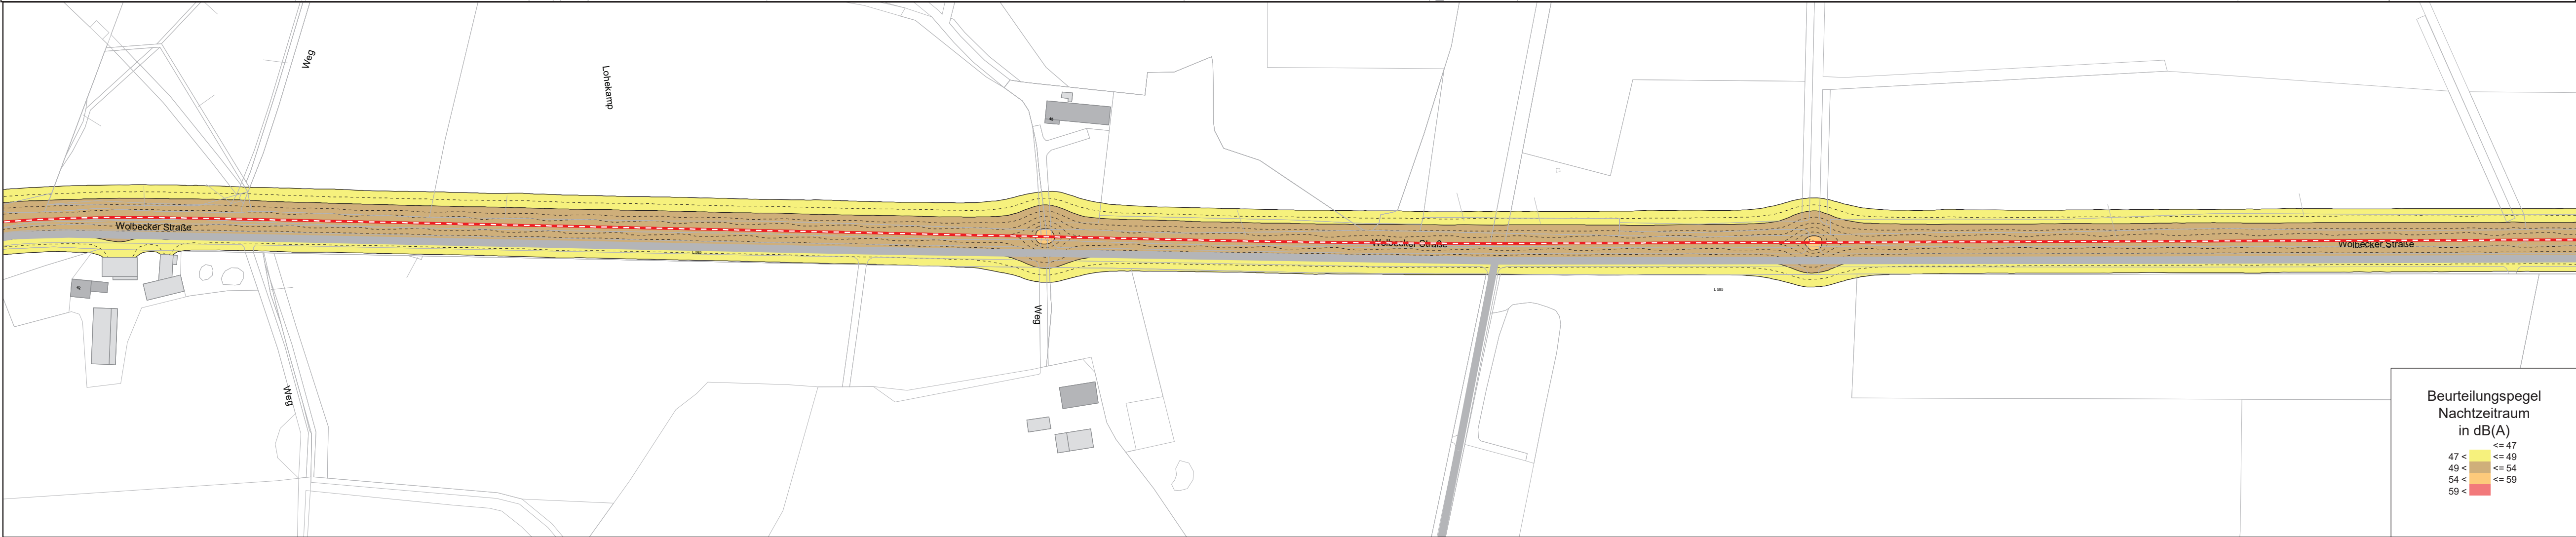 Weg
Lohekamp
Wolbecker Straße
Wolbecker Straße
Wolbecker Straße
L 585
Weg
Weg
Beurteilungspegel
Nachtzeitraum
in dB(A)
<= 47
47 < <= 49
49 < <= 54
54 < <= 59
59 <